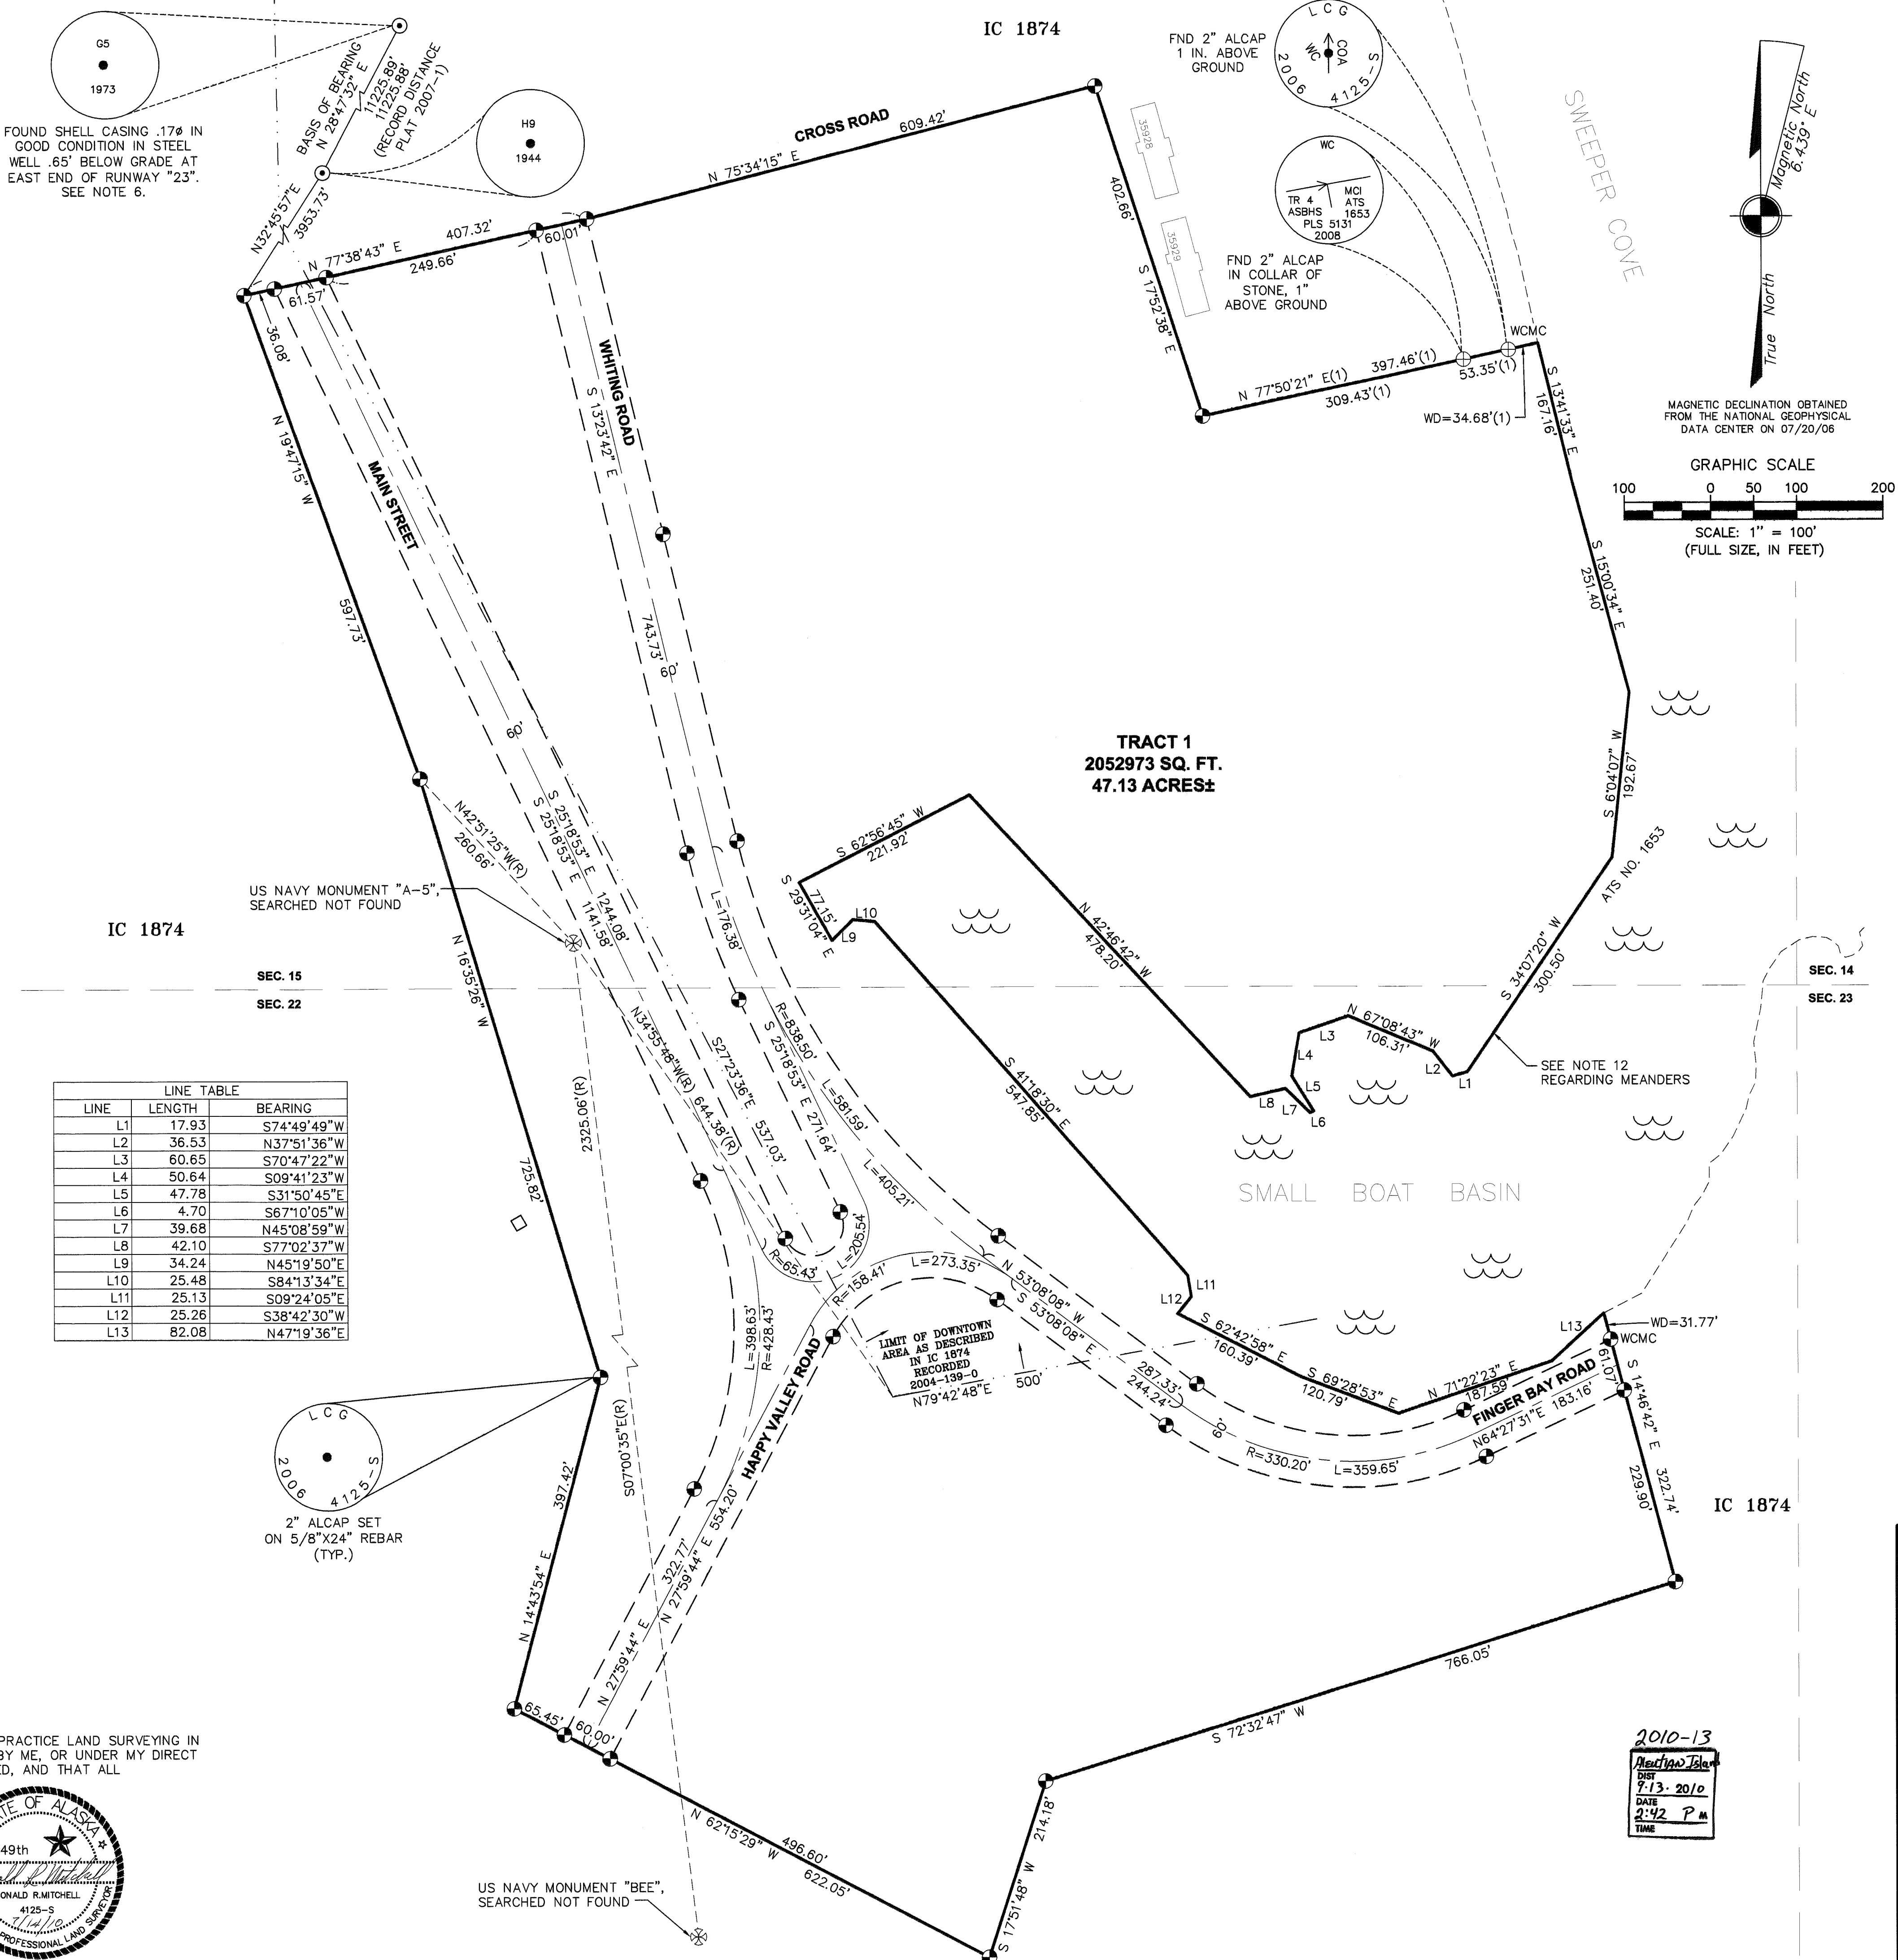 IC 1874
G5
1973
FOUND SHELL CASING .17ø IN
GOOD CONDITION IN STEEL
WELL .65' BELOW GRADE AT
EAST END OF RUNWAY "23".
SEE NOTE 6.
BASIS OF BEARING
N 28°47'32" E
11225.89'
11225.88'
(RECORD DISTANCE
PLAT 2007-1)
H9
1944
N32°45'57"E
3953.73'
CROSS ROAD
609.42'
N 75°34'15" E
407.32'
60.01'
N 77°38'43" E
249.66'
61.57'
36.08'
FND 2" ALCAP
1 IN. ABOVE
GROUND
LCG
WC
COA
2006
4125-S
WC
TR 4
ASBHS
MCI
ATS
1653
PLS 5131
2008
FND 2" ALCAP
IN COLLAR OF
STONE, 1"
ABOVE GROUND
35928
35929
402.66'
S 17°52'38" E
SWEEPER COVE
WCMC
397.46'(1)
53.35'(1)
N 77°50'21" E(1)
309.43'(1)
WD=34.68'(1)
S 13°41'33" E
167.16'
Magnetic North
6.439° E
True North
MAGNETIC DECLINATION OBTAINED
FROM THE NATIONAL GEOPHYSICAL
DATA CENTER ON 07/20/06
GRAPHIC SCALE
100 0 50 100 200
SCALE: 1" = 100'
(FULL SIZE, IN FEET)
N 19°47'15" W
597.73'
MAIN STREET
WHITING ROAD
S 13°23'42" E
743.73'
60'
60'
S 15°00'34" E
251.40'
TRACT 1
2052973 SQ. FT.
47.13 ACRES±
S 6°04'07" W
192.67'
ATS NO. 1653
S 34°07'20" W
300.50'
S 62°56'45" W
221.92'
77.15'
S 29°31'04" E
L9
L10
N 42°46'42" W
478.20'
N42°51'25"W(R)
260.66'
S 25°18'53" E
S 25°18'53" E
1244.08'
1141.58'
L=176.38'
US NAVY MONUMENT "A-5",
SEARCHED NOT FOUND
IC 1874
SEC. 15
SEC. 22
SEC. 14
SEC. 23
N 16°35'26" W
725.82'
2325.06'(R)
N34°55'48"W(R)
644.38'(R)
S27°23'36"E
537.03'
S 25°18'53" E
271.64'
R=838.50'
L=581.59'
L=405.21'
S 41°18'30" E
547.85'
N 67°08'43" W
106.31'
L3
L4
L5
L6
L7
L8
L2
L1
SEE NOTE 12
REGARDING MEANDERS
SMALL BOAT BASIN
LINE TABLE
LINE LENGTH BEARING
L1 17.93 S74°49'49"W
L2 36.53 N37°51'36"W
L3 60.65 S70°47'22"W
L4 50.64 S09°41'23"W
L5 47.78 S31°50'45"E
L6 4.70 S67°10'05"W
L7 39.68 N45°08'59"W
L8 42.10 S77°02'37"W
L9 34.24 N45°19'50"E
L10 25.48 S84°13'34"E
L11 25.13 S09°24'05"E
L12 25.26 S38°42'30"W
L13 82.08 N47°19'36"E
R=65.43'
L=205.54'
R=158.41'
L=273.35'
L=398.63'
R=428.43'
HAPPY VALLEY ROAD
LIMIT OF DOWNTOWN
AREA AS DESCRIBED
IN IC 1874
RECORDED
2004-139-0
N79°42'48"E
500'
N 53°08'08" W
S 53°08'08" E
287.33'
244.24'
60'
L11
L12
S 62°42'58" E
160.39'
S 69°28'53" E
120.79'
N 71°22'23" E
187.59'
L13
WD=31.77'
WCMC
FINGER BAY ROAD
N64°27'31"E 183.16'
R=330.20'
L=359.65'
61.07'
S 14°46'42" E
322.74'
229.90'
IC 1874
LCG
2006
4125-S
2" ALCAP SET
ON 5/8"X24" REBAR
(TYP.)
397.42'
N 14°43'54" E
S07°00'35"E(R)
322.77'
N 27°59'44" E
N 27°59'44" E 554.20'
65.45'
60.00'
N 62°15'29" W
496.60'
622.05'
214.18'
S 17°51'48" W
S 72°32'47" W
766.05'
US NAVY MONUMENT "BEE",
SEARCHED NOT FOUND
PRACTICE LAND SURVEYING IN
BY ME, OR UNDER MY DIRECT
ED, AND THAT ALL
TE OF ALASKA
49th
ONALD R.MITCHELL
4125-S
7/14/10
PROFESSIONAL LAND SURVEYOR
2010-13
Aleutian Islands
DIST
9·13· 2010
DATE
2:42 P M
TIME